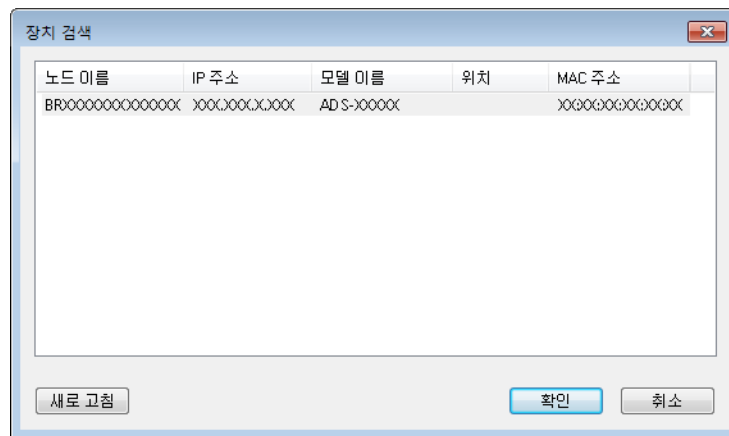 장치 검색
노드 이름 IP 주소 모델 이름 위치 MAC 주소
BRXXXXXXXXXXXXX XXX.XXX.X.XXX ADS-XXXXX XX:XX:XX:XX:XX:XX
새로 고침 확인 취소